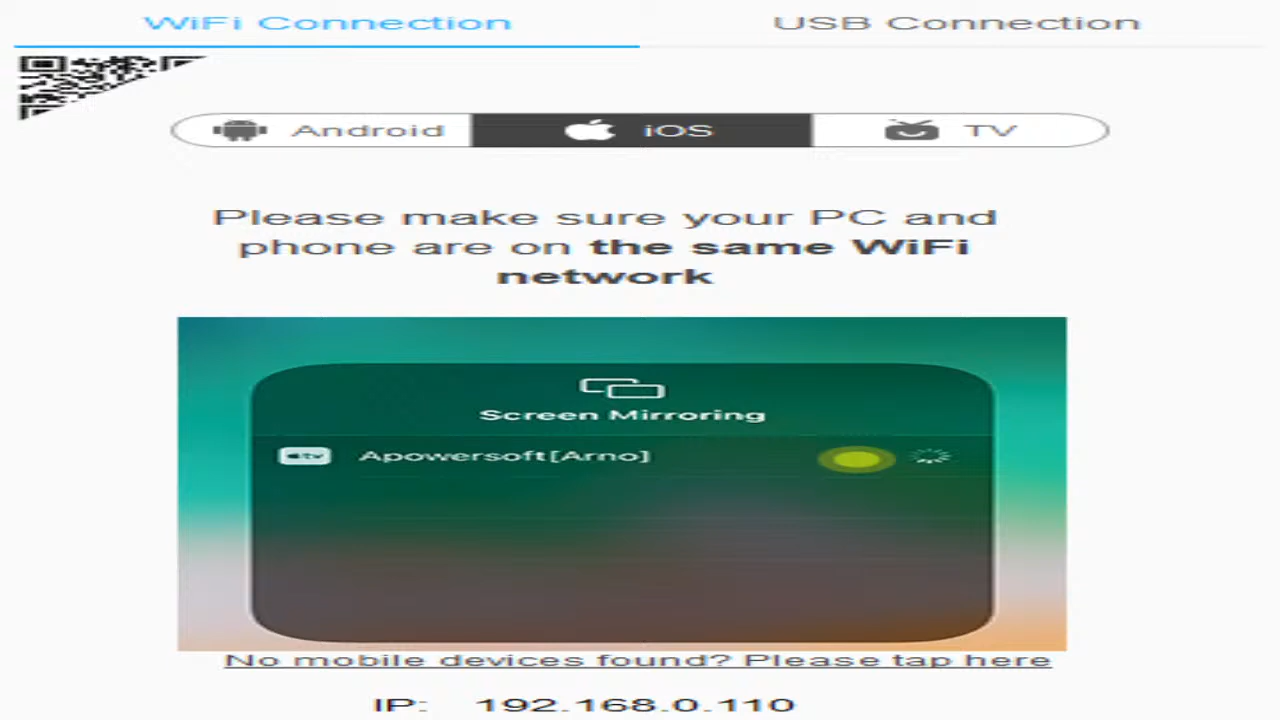 WiFi Connection USB Connection
Android iOS TV
Please make sure your PC and
phone are on the same WiFi
network
Screen Mirroring
tv Apowersoft[Arno]
No mobile devices found? Please tap here
IP: 192.168.0.110